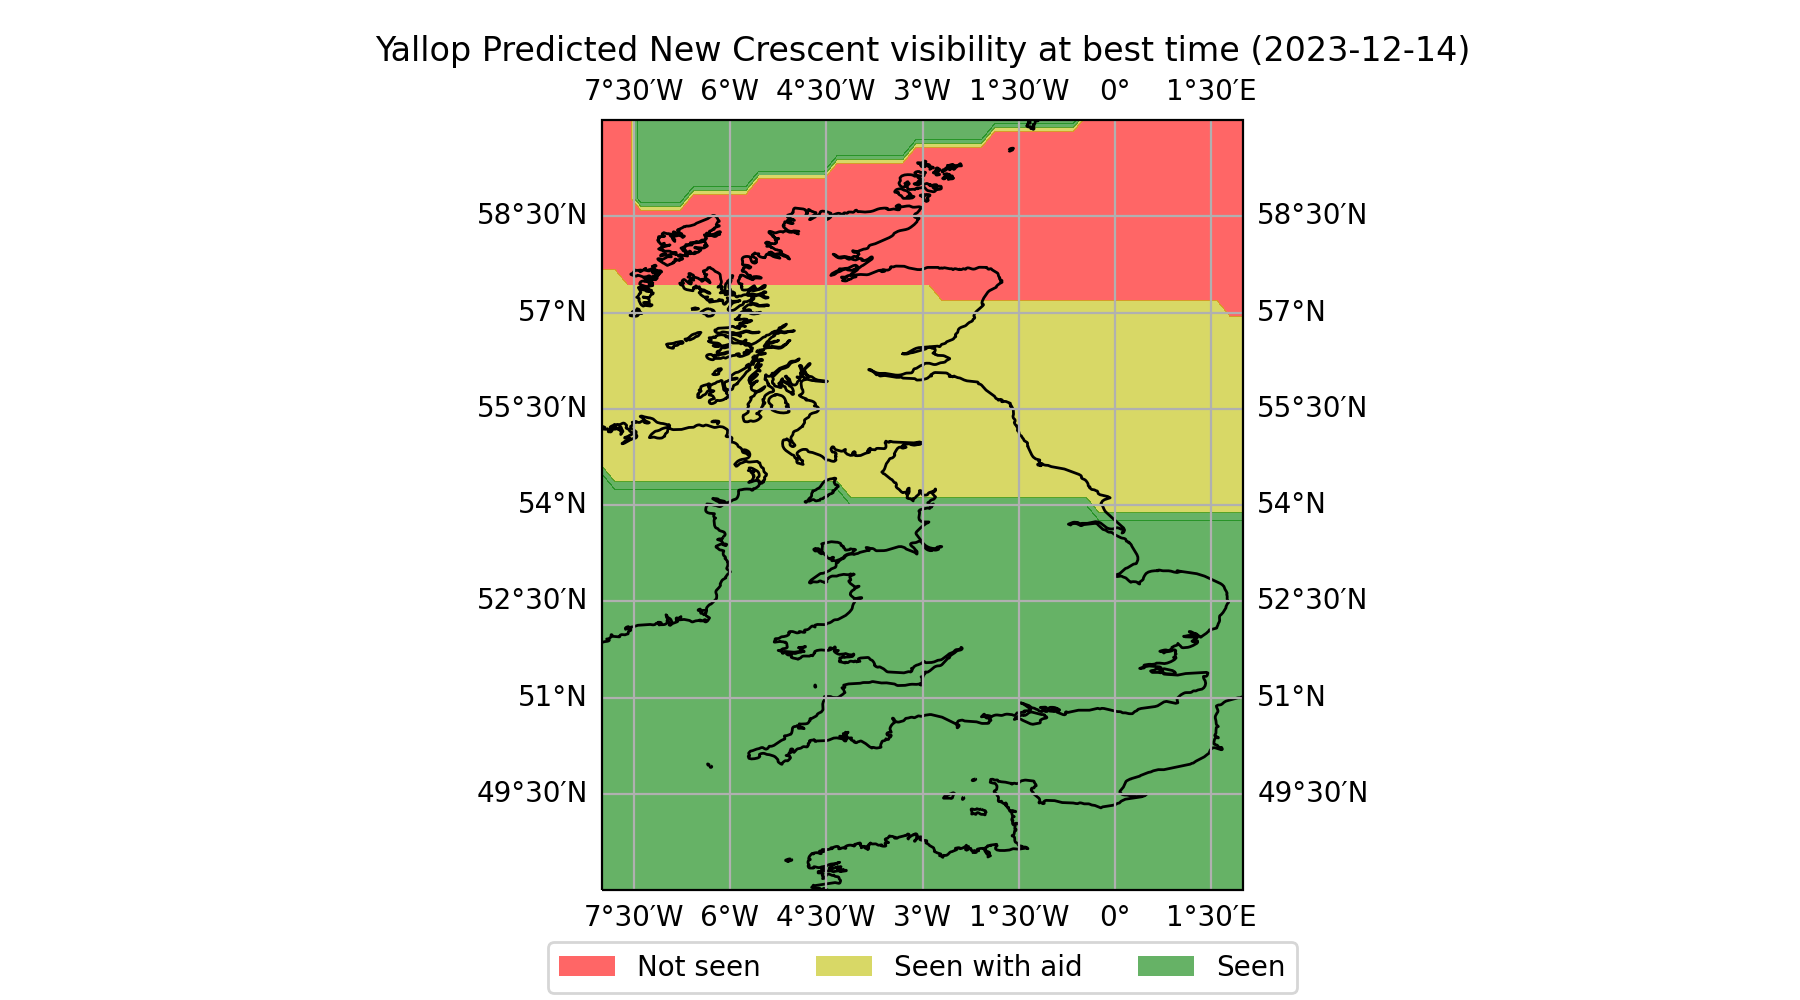 Yallop Predicted New Crescent visibility at best time (2023-12-14)
7°30′W 6°W 4°30′W 3°W 1°30′W 0° 1°30′E
58°30′N 58°30′N
57°N 57°N
55°30′N 55°30′N
54°N 54°N
52°30′N 52°30′N
51°N 51°N
49°30′N 49°30′N
7°30′W 6°W 4°30′W 3°W 1°30′W 0° 1°30′E
Not seen Seen with aid Seen